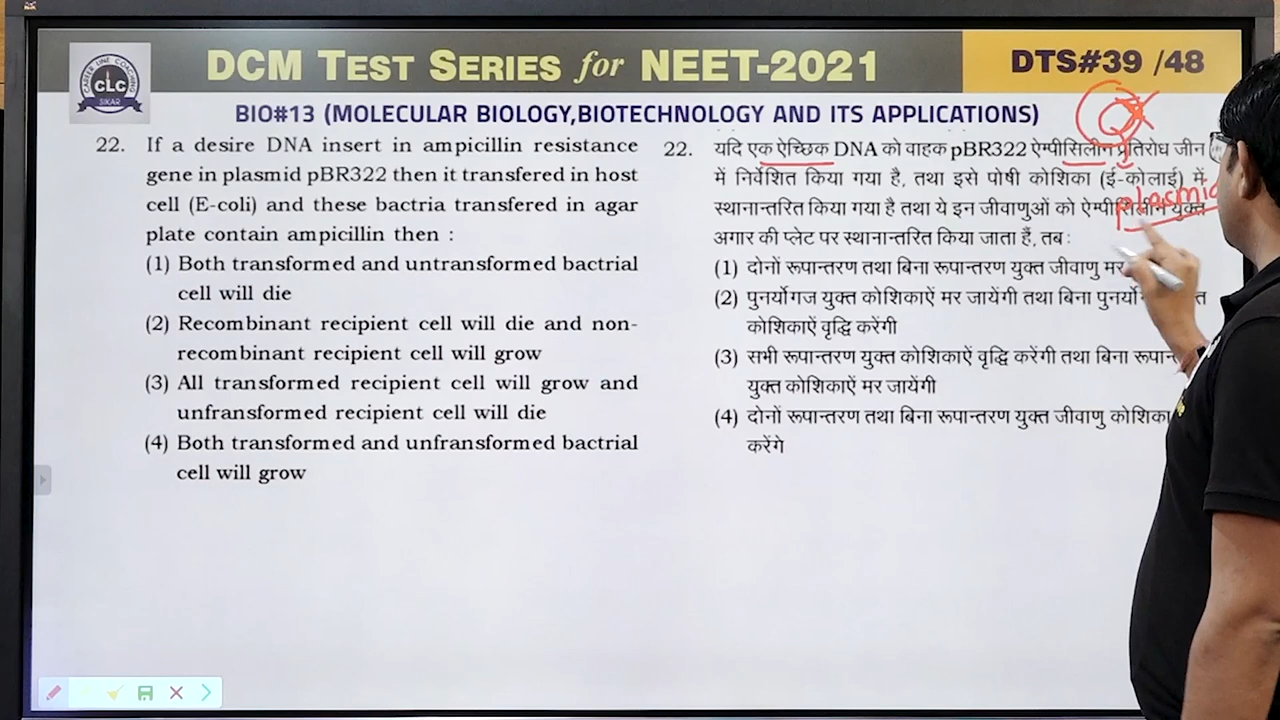 DCM TEST SERIES for NEET-2021
DTS#39 /48
CAREER LINE COACHING
CLC
SIKAR
BIO#13 (MOLECULAR BIOLOGY,BIOTECHNOLOGY AND ITS APPLICATIONS)
22. If a desire DNA insert in ampicillin resistance
gene in plasmid pBR322 then it transfered in host
cell (E-coli) and these bactria transfered in agar
plate contain ampicillin then :
(1) Both transformed and untransformed bactrial
cell will die
(2) Recombinant recipient cell will die and non-
recombinant recipient cell will grow
(3) All transformed recipient cell will grow and
unfransformed recipient cell will die
(4) Both transformed and unfransformed bactrial
cell will grow
22. यदि एक ऐच्छिक DNA को वाहक pBR322 ऐम्पीसिलीन प्रतिरोध जीन
में निर्वेशित किया गया है, तथा इसे पोषी कोशिका (ई-कोलाई) में
स्थानान्तरित किया गया है तथा ये इन जीवाणुओं को ऐम्पीसिलीन युक्त
अगार की प्लेट पर स्थानान्तरित किया जाता हैं, तब :
(1) दोनों रूपान्तरण तथा बिना रूपान्तरण युक्त जीवाणु
(2) पुनर्योगज युक्त कोशिकाऐं मर जायेंगी तथा बिना
कोशिकाऐं वृद्धि करेंगी
(3) सभी रूपान्तरण युक्त कोशिकाऐं वृद्धि करेंगी तथा बिना
युक्त कोशिकाऐं मर जायेंगी
(4) दोनों रूपान्तरण तथा बिना रूपान्तरण युक्त जीवाणु
करेंगे
plasmid